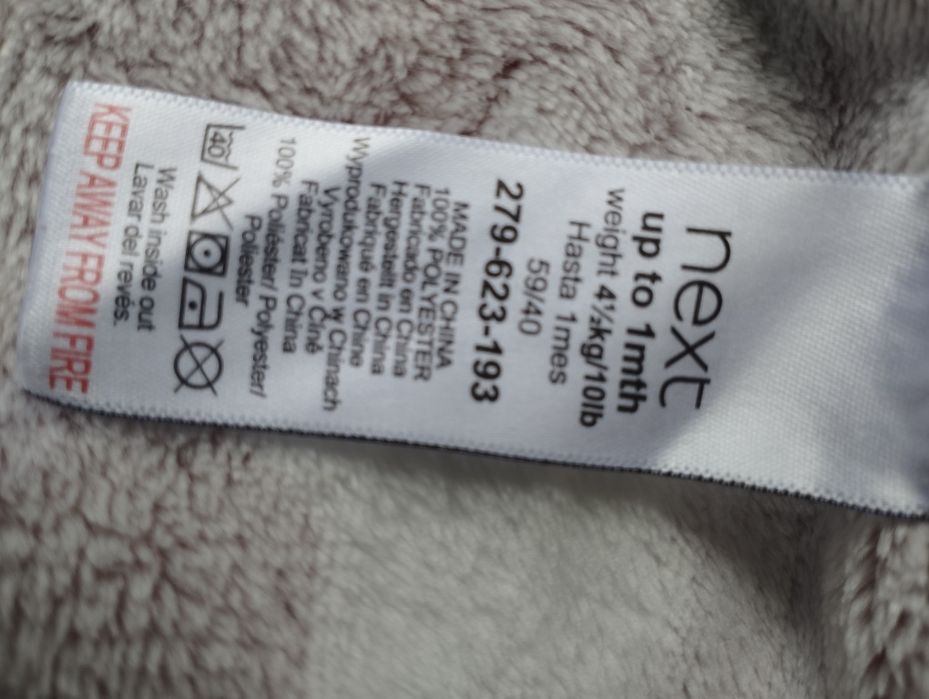 next
up to 1mth
weight 4½kg/10lb
Hasta 1mes
59/40
279-623-193
MADE IN CHINA
100% POLYESTER
Fabricado en China
Hergestellt in China
Fabriqué en Chine
Wyprodukowano w Chinach
Vyrobeno v Číně
Fabricat în China
100% Poliéster/ Polyester/
Poliester
40
Wash inside out
Lavar del revés.
KEEP AWAY FROM FIRE